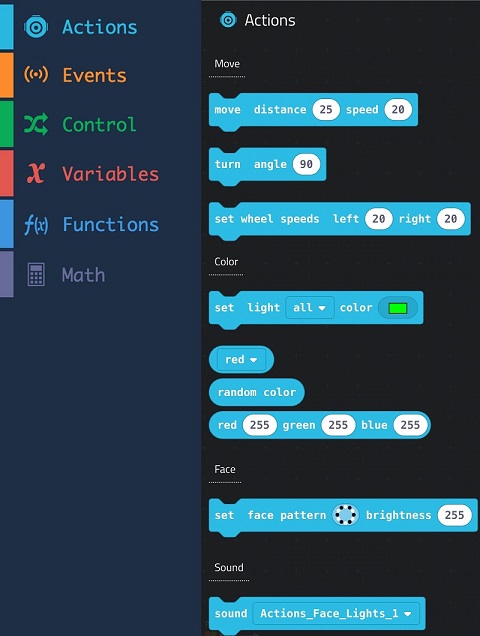 Actions
Events
Control
Variables
f(x) Functions
Math
Actions
Move
move distance 25 speed 20
turn angle 90
set wheel speeds left 20 right 20
Color
set light all color
red
random color
red 255 green 255 blue 255
Face
set face pattern brightness 255
Sound
sound Actions_Face_Lights_1